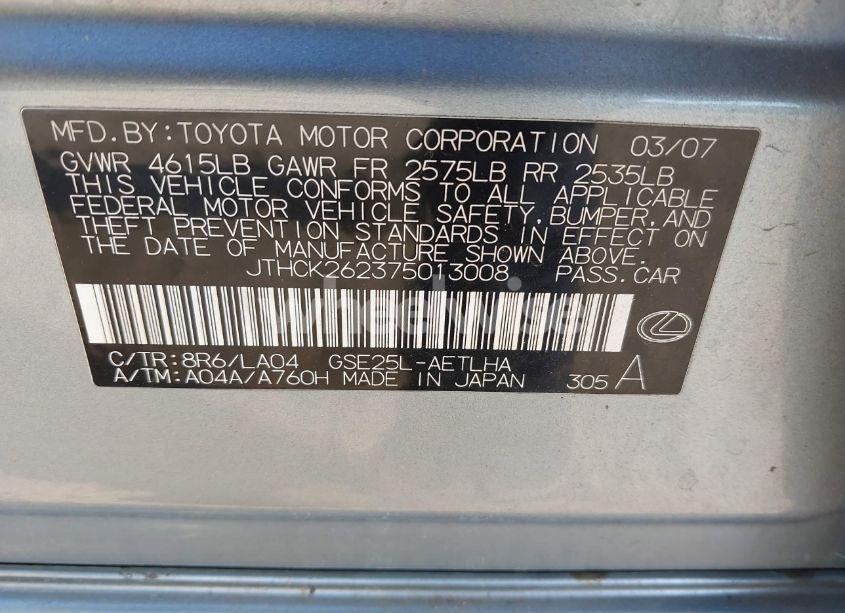 MFD.BY:TOYOTA MOTOR CORPORATION 03/07
GVWR 4615LB GAWR FR 2575LB RR 2535LB
THIS VEHICLE CONFORMS TO ALL APPLICABLE
FEDERAL MOTOR VEHICLE SAFETY,BUMPER,AND
THEFT PREVENTION STANDARDS IN EFFECT ON
THE DATE OF MANUFACTURE SHOWN ABOVE.
JTHCK262375013008 PASS.CAR
wheelwise
C/TR:8R6/LA04 GSE25L-AETLHA
A/TM:A04A/A760H MADE IN JAPAN 305 A